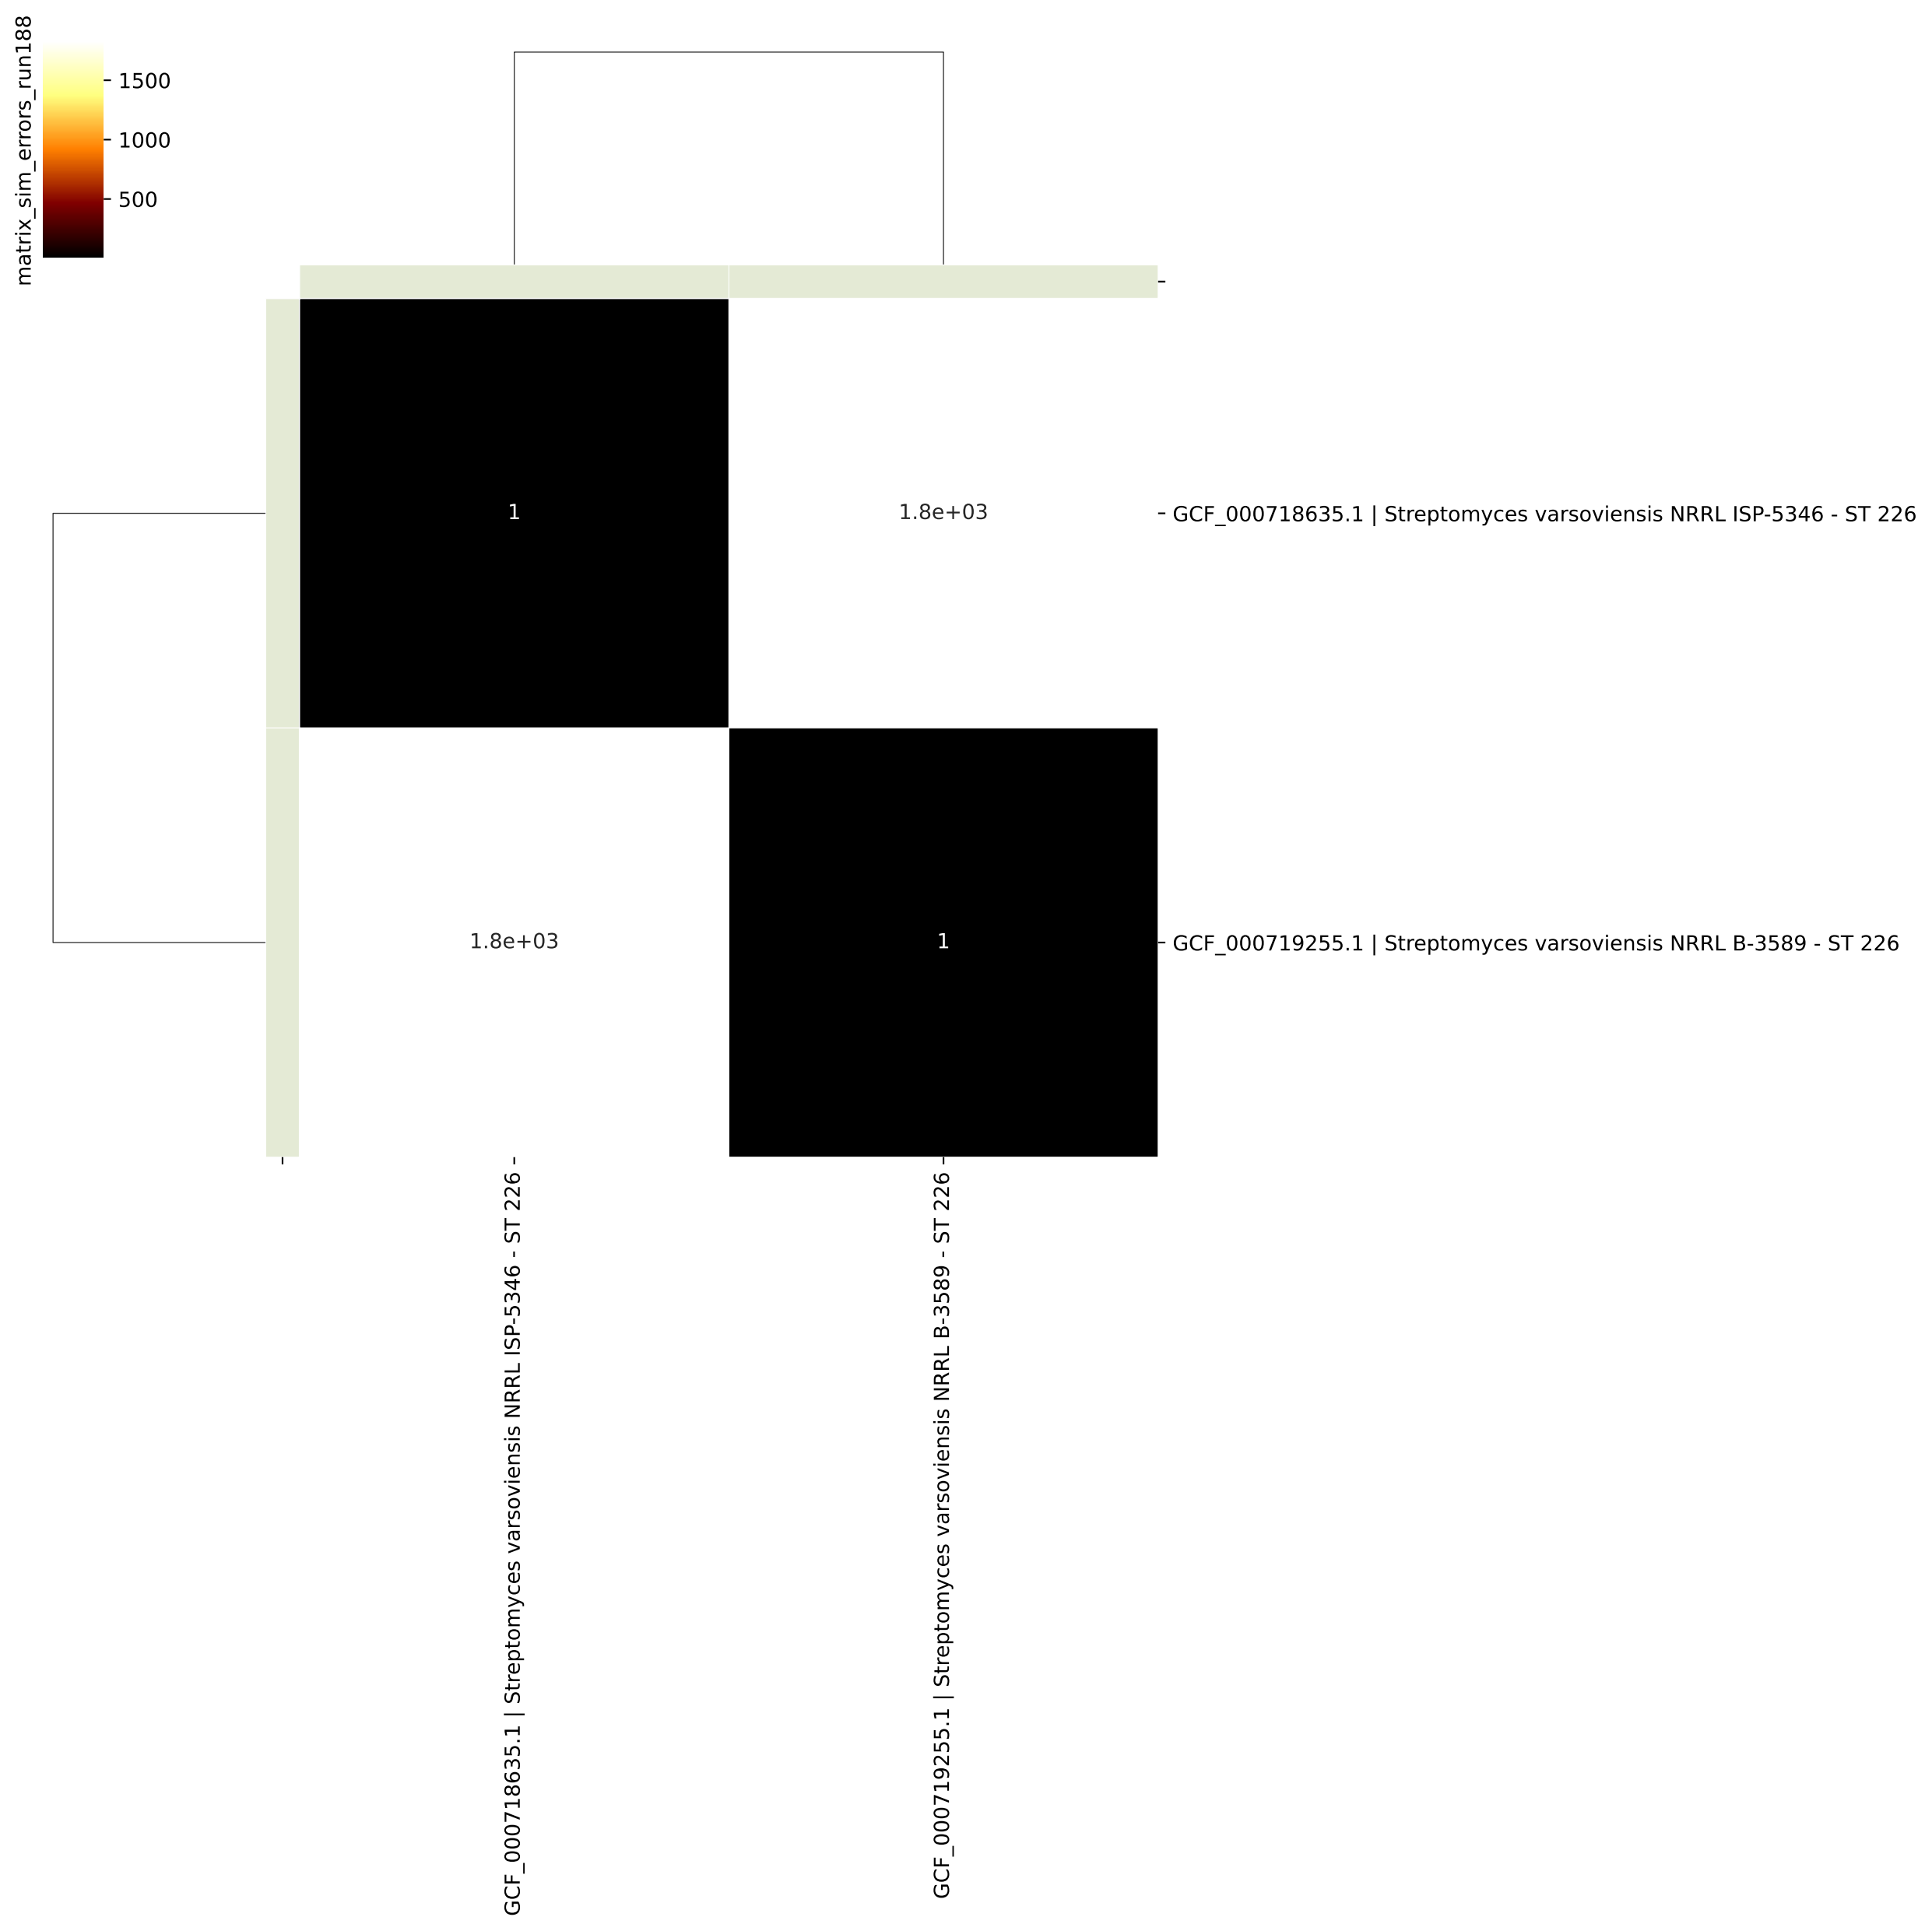 matrix_sim_errors_run188
1500
1000
500
1
1.8e+03
GCF_000718635.1 | Streptomyces varsoviensis NRRL ISP-5346 - ST 226
1.8e+03
1
GCF_000719255.1 | Streptomyces varsoviensis NRRL B-3589 - ST 226
GCF_000718635.1 | Streptomyces varsoviensis NRRL ISP-5346 - ST 226
GCF_000719255.1 | Streptomyces varsoviensis NRRL B-3589 - ST 226